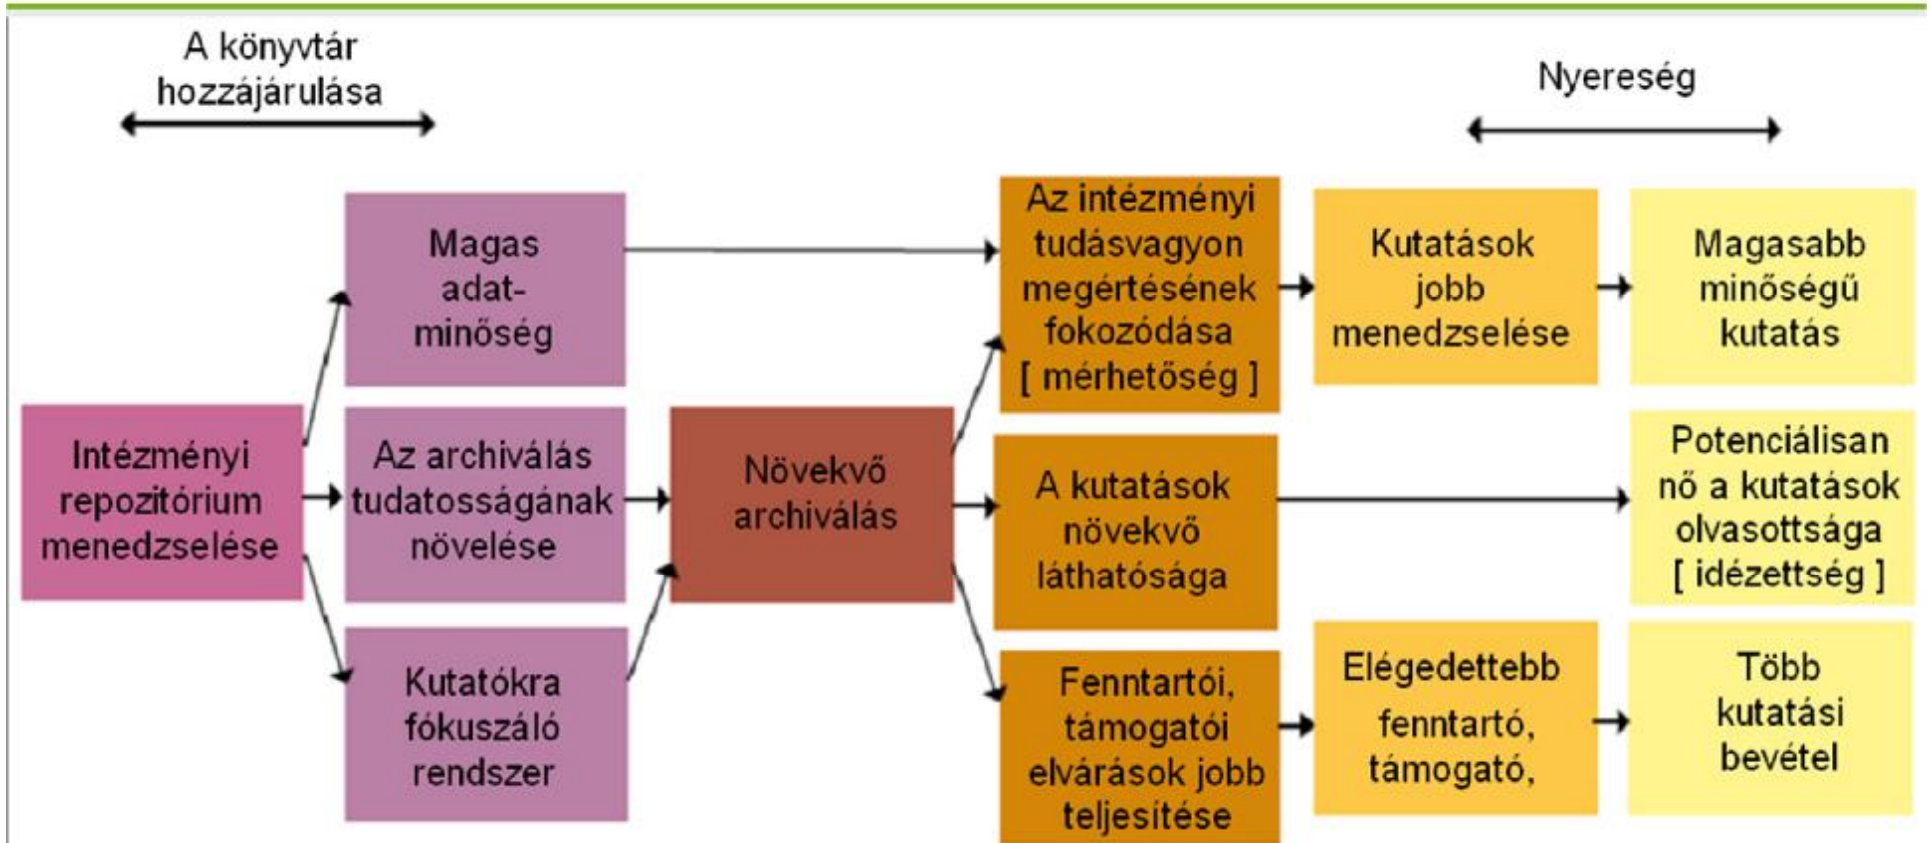 A könyvtár
hozzájárulása
Nyereség
Intézményi
repozitórium
menedzselése
Magas
adat-
minőség
Az archiválás
tudatosságának
növelése
Kutatókra
fókuszáló
rendszer
Növekvő
archiválás
Az intézményi
tudásvagyon
megértésének
fokozódása
[ mérhetőség ]
A kutatások
növekvő
láthatósága
Fenntartói,
támogatói
elvárások jobb
teljesítése
Kutatások
jobb
menedzselése
Elégedettebb
fenntartó,
támogató,
Magasabb
minőségű
kutatás
Potenciálisan
nő a kutatások
olvasottsága
[ idézettség ]
Több
kutatási
bevétel